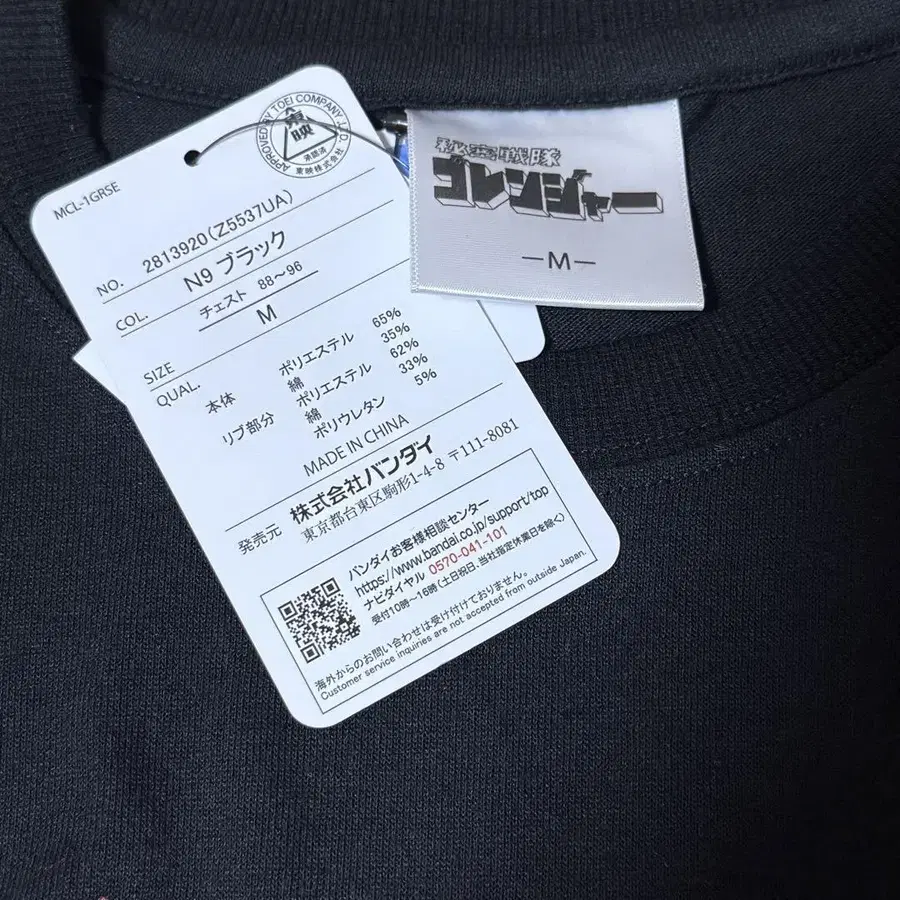 APPROVED BY TOEI COMPANY, LTD.
東映
承認済
東映株式会社
MCL-1GRSE
NO. 2813920(Z5537UA)
COL. N9 ブラック
チェスト 88～96
SIZE M
QUAL.
本体 ポリエステル 65%
綿 35%
リブ部分 ポリエステル 62%
綿 33%
ポリウレタン 5%
MADE IN CHINA
発売元 株式会社バンダイ
東京都台東区駒形1-4-8 〒111-8081
バンダイお客様相談センター
https://www.bandai.co.jp/support/top
ナビダイヤル 0570-041-101
受付10時～16時(土日祝日、当社指定休業日を除く)
海外からのお問い合わせは受け付けておりません。
Customer service inquiries are not accepted from outside Japan.
秘密戦隊
ゴレンジャー
—M—